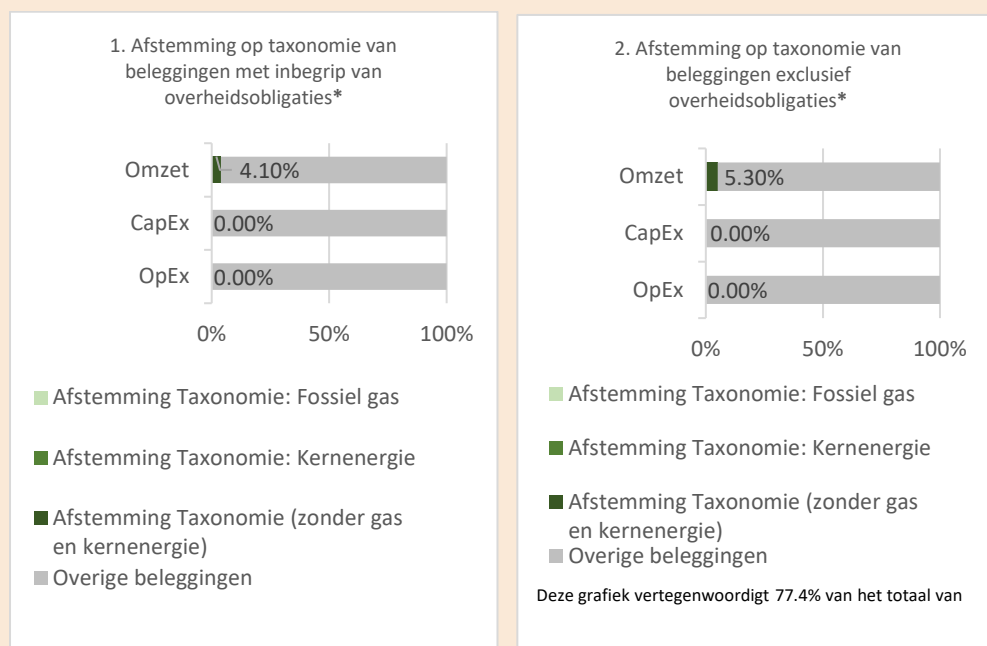 1. Afstemming op taxonomie van
beleggingen met inbegrip van
overheidsobligaties*
Omzet
4.10%
CapEx
0.00%
OpEx
0.00%
0%
50%
100%
Afstemming Taxonomie: Fossiel gas
Afstemming Taxonomie: Kernenergie
Afstemming Taxonomie (zonder gas
en kernenergie)
Overige beleggingen
2. Afstemming op taxonomie van
beleggingen exclusief
overheidsobligaties*
Omzet
5.30%
CapEx
0.00%
OpEx
0.00%
0%
50%
100%
Afstemming Taxonomie: Fossiel gas
Afstemming Taxonomie: Kernenergie
Afstemming Taxonomie (zonder gas
en kernenergie)
Overige beleggingen
Deze grafiek vertegenwoordigt 77.4% van het totaal van